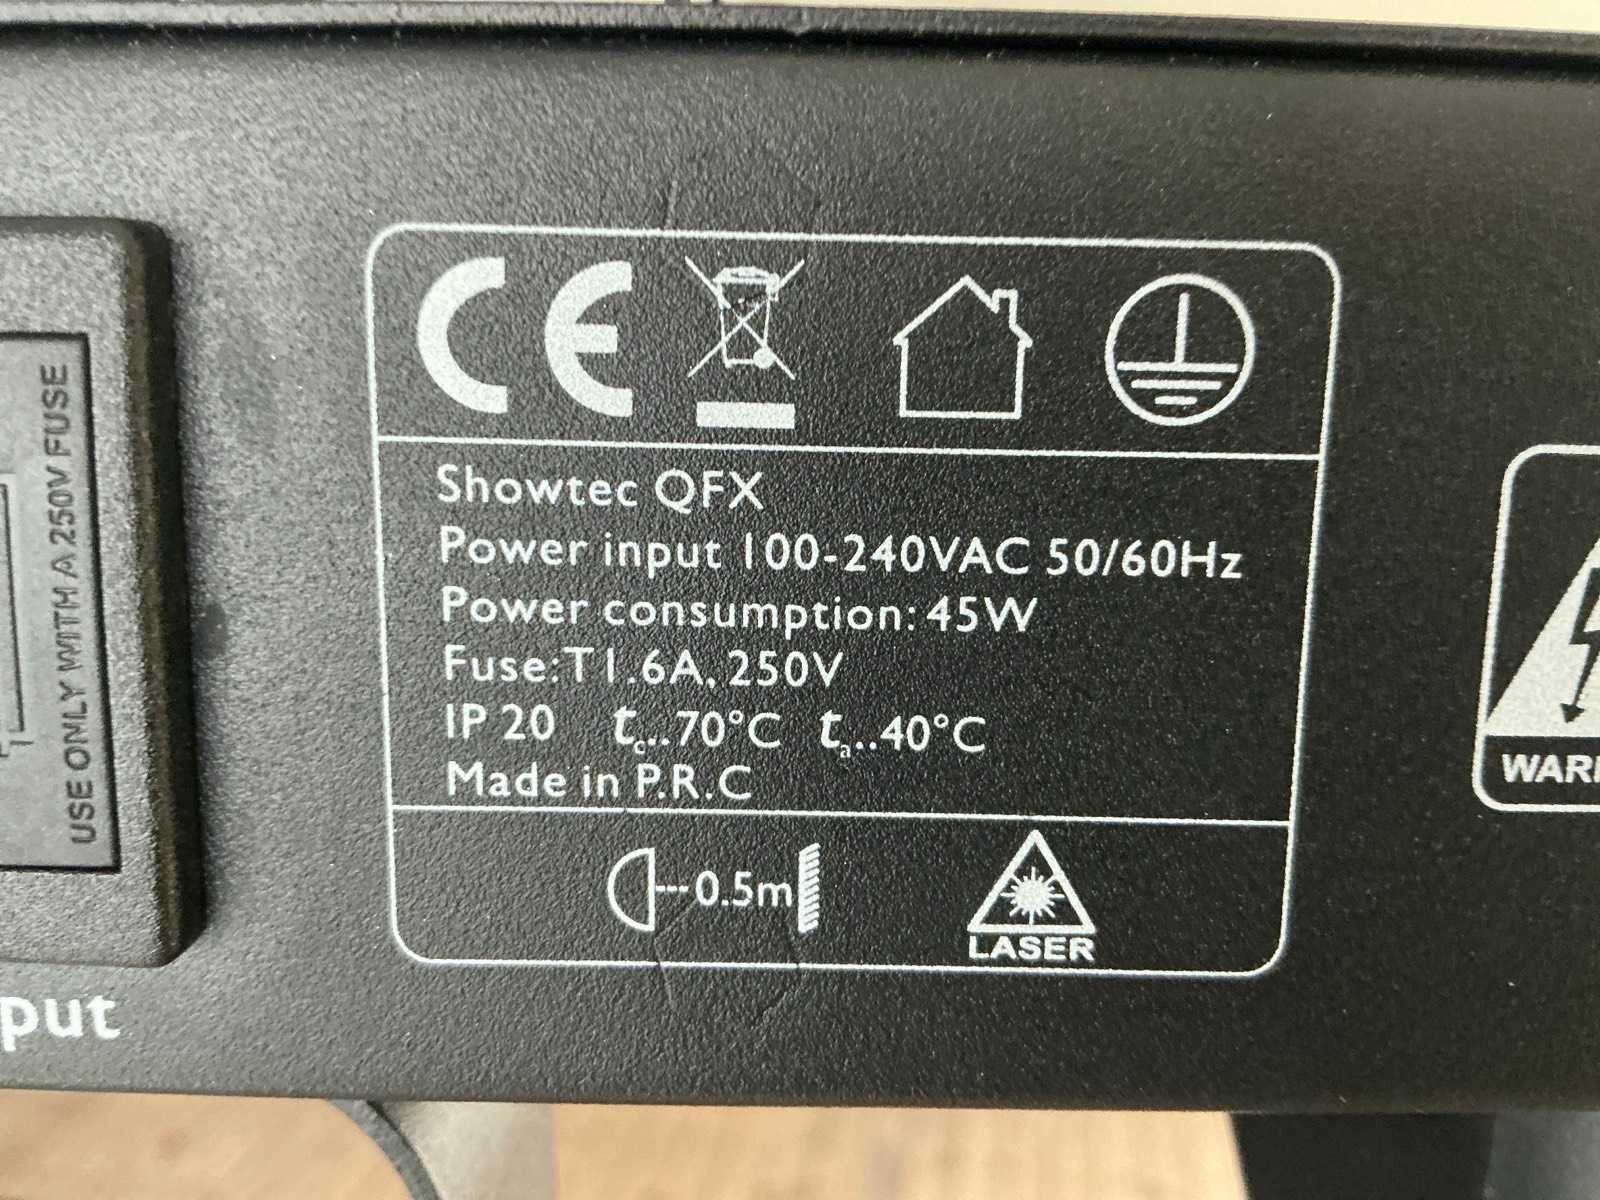 CE
Showtec QFX
Power input 100-240VAC 50/60Hz
Power consumption: 45W
Fuse:T1.6A, 250V
IP 20 tc..70°C ta..40°C
Made in P.R.C
0.5m
LASER
USE ONLY WITH A 250V FUSE
put
WARN